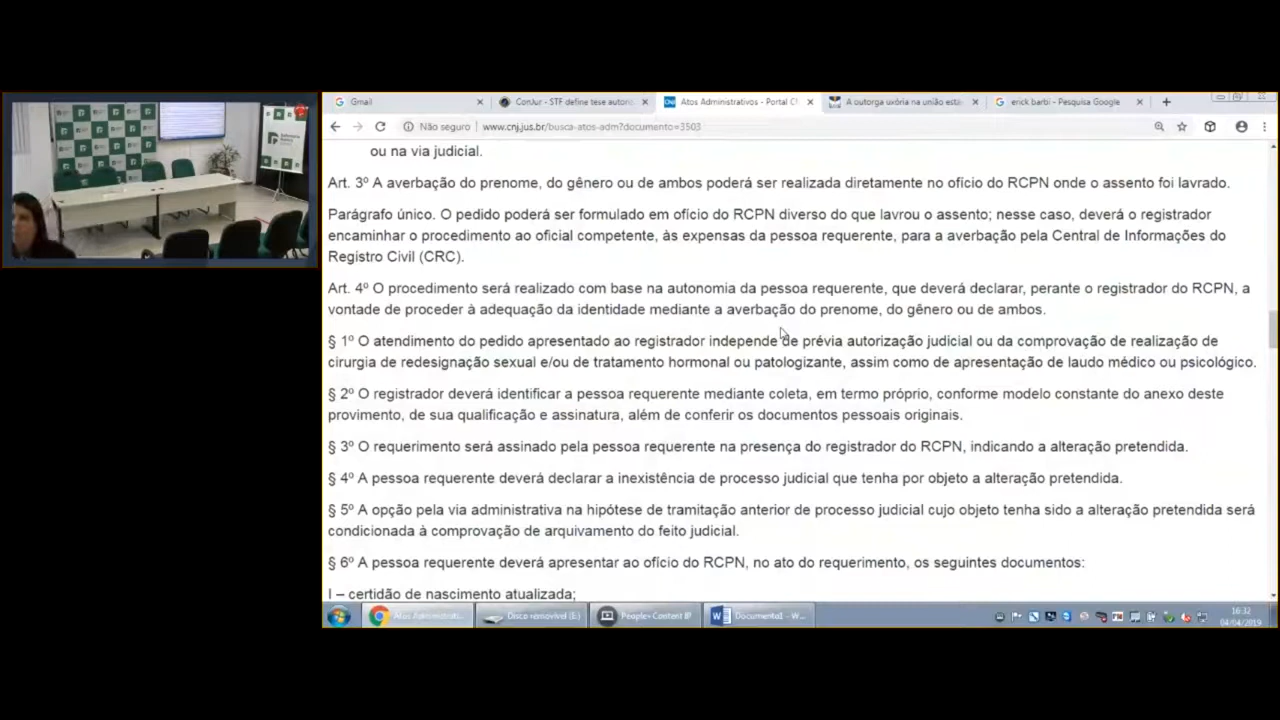 Gmail
ConJur - STF define tese autori
Atos Administrativos - Portal C
A outorga uxória na união está
erick barbi - Pesquisa Google
Não seguro
www.cnj.jus.br/busca-atos-adm?documento=3503
ou na via judicial.
Art. 3º A averbação do prenome, do gênero ou de ambos poderá ser realizada diretamente no ofício do RCPN onde o assento foi lavrado.
Parágrafo único. O pedido poderá ser formulado em ofício do RCPN diverso do que lavrou o assento; nesse caso, deverá o registrador
encaminhar o procedimento ao oficial competente, às expensas da pessoa requerente, para a averbação pela Central de Informações do
Registro Civil (CRC).
Art. 4º O procedimento será realizado com base na autonomia da pessoa requerente, que deverá declarar, perante o registrador do RCPN, a
vontade de proceder à adequação da identidade mediante a averbação do prenome, do gênero ou de ambos.
§ 1º O atendimento do pedido apresentado ao registrador independe de prévia autorização judicial ou da comprovação de realização de
cirurgia de redesignação sexual e/ou de tratamento hormonal ou patologizante, assim como de apresentação de laudo médico ou psicológico.
§ 2º O registrador deverá identificar a pessoa requerente mediante coleta, em termo próprio, conforme modelo constante do anexo deste
provimento, de sua qualificação e assinatura, além de conferir os documentos pessoais originais.
§ 3º O requerimento será assinado pela pessoa requerente na presença do registrador do RCPN, indicando a alteração pretendida.
§ 4º A pessoa requerente deverá declarar a inexistência de processo judicial que tenha por objeto a alteração pretendida.
§ 5º A opção pela via administrativa na hipótese de tramitação anterior de processo judicial cujo objeto tenha sido a alteração pretendida será
condicionada à comprovação de arquivamento do feito judicial.
§ 6º A pessoa requerente deverá apresentar ao ofício do RCPN, no ato do requerimento, os seguintes documentos:
I – certidão de nascimento atualizada;
Atos Administrati...
Disco removível (E:)
People+ Content IP
Documento1 - W...
16:32
04/04/2019